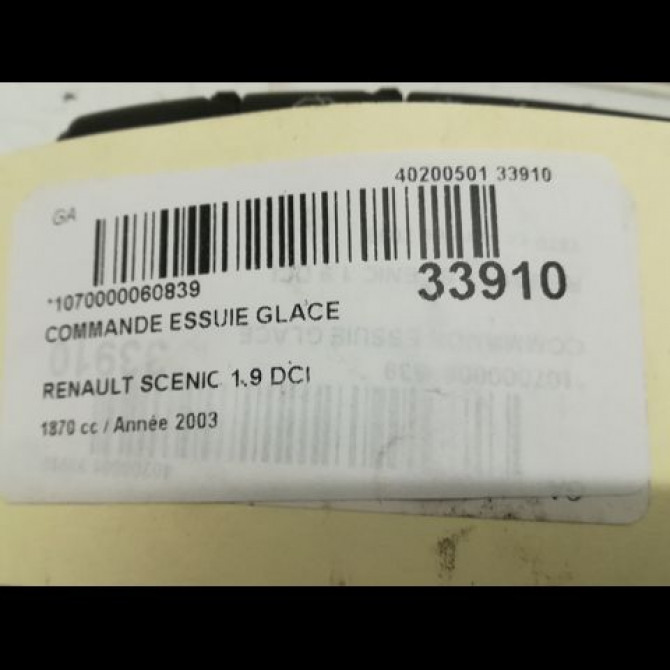 40200501 33910
GA
*1070000060839
33910
COMMANDE ESSUIE GLACE
RENAULT SCENIC 1.9 DCI
1870 cc / Année 2003